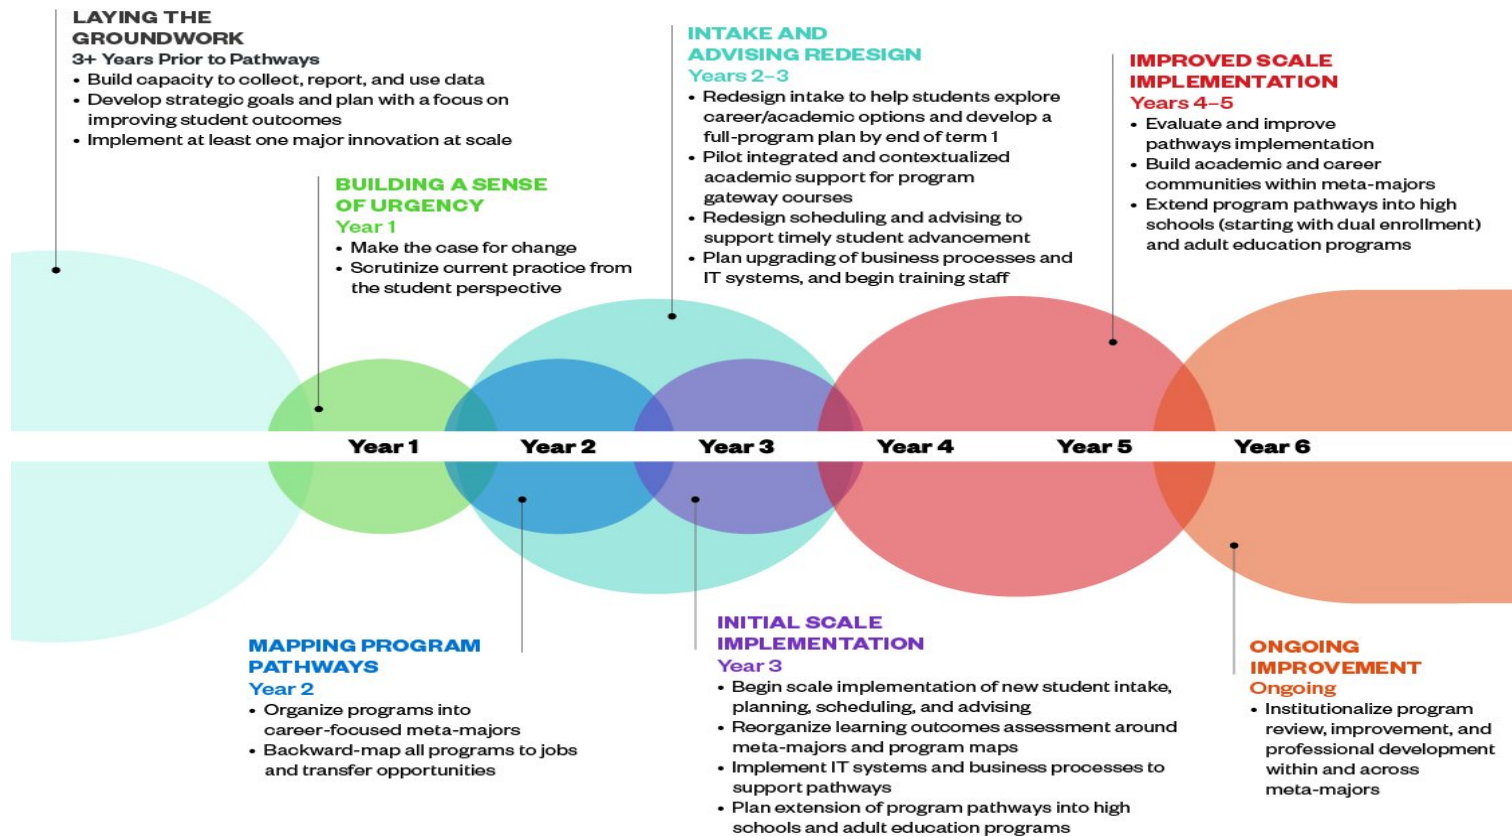 LAYING THE
GROUNDWORK
3+ Years Prior to Pathways
• Build capacity to collect, report, and use data
• Develop strategic goals and plan with a focus on
improving student outcomes
• Implement at least one major innovation at scale
BUILDING A SENSE
OF URGENCY
Year 1
• Make the case for change
• Scrutinize current practice from
the student perspective
INTAKE AND
ADVISING REDESIGN
Years 2–3
• Redesign intake to help students explore
career/academic options and develop a
full-program plan by end of term 1
• Pilot integrated and contextualized
academic support for program
gateway courses
• Redesign scheduling and advising to
support timely student advancement
• Plan upgrading of business processes and
IT systems, and begin training staff
IMPROVED SCALE
IMPLEMENTATION
Years 4–5
• Evaluate and improve
pathways implementation
• Build academic and career
communities within meta-majors
• Extend program pathways into high
schools (starting with dual enrollment)
and adult education programs
Year 1 Year 2 Year 3 Year 4 Year 5 Year 6
MAPPING PROGRAM
PATHWAYS
Year 2
• Organize programs into
career-focused meta-majors
• Backward-map all programs to jobs
and transfer opportunities
INITIAL SCALE
IMPLEMENTATION
Year 3
• Begin scale implementation of new student intake,
planning, scheduling, and advising
• Reorganize learning outcomes assessment around
meta-majors and program maps
• Implement IT systems and business processes to
support pathways
• Plan extension of program pathways into high
schools and adult education programs
ONGOING
IMPROVEMENT
Ongoing
• Institutionalize program
review, improvement, and
professional development
within and across
meta-majors